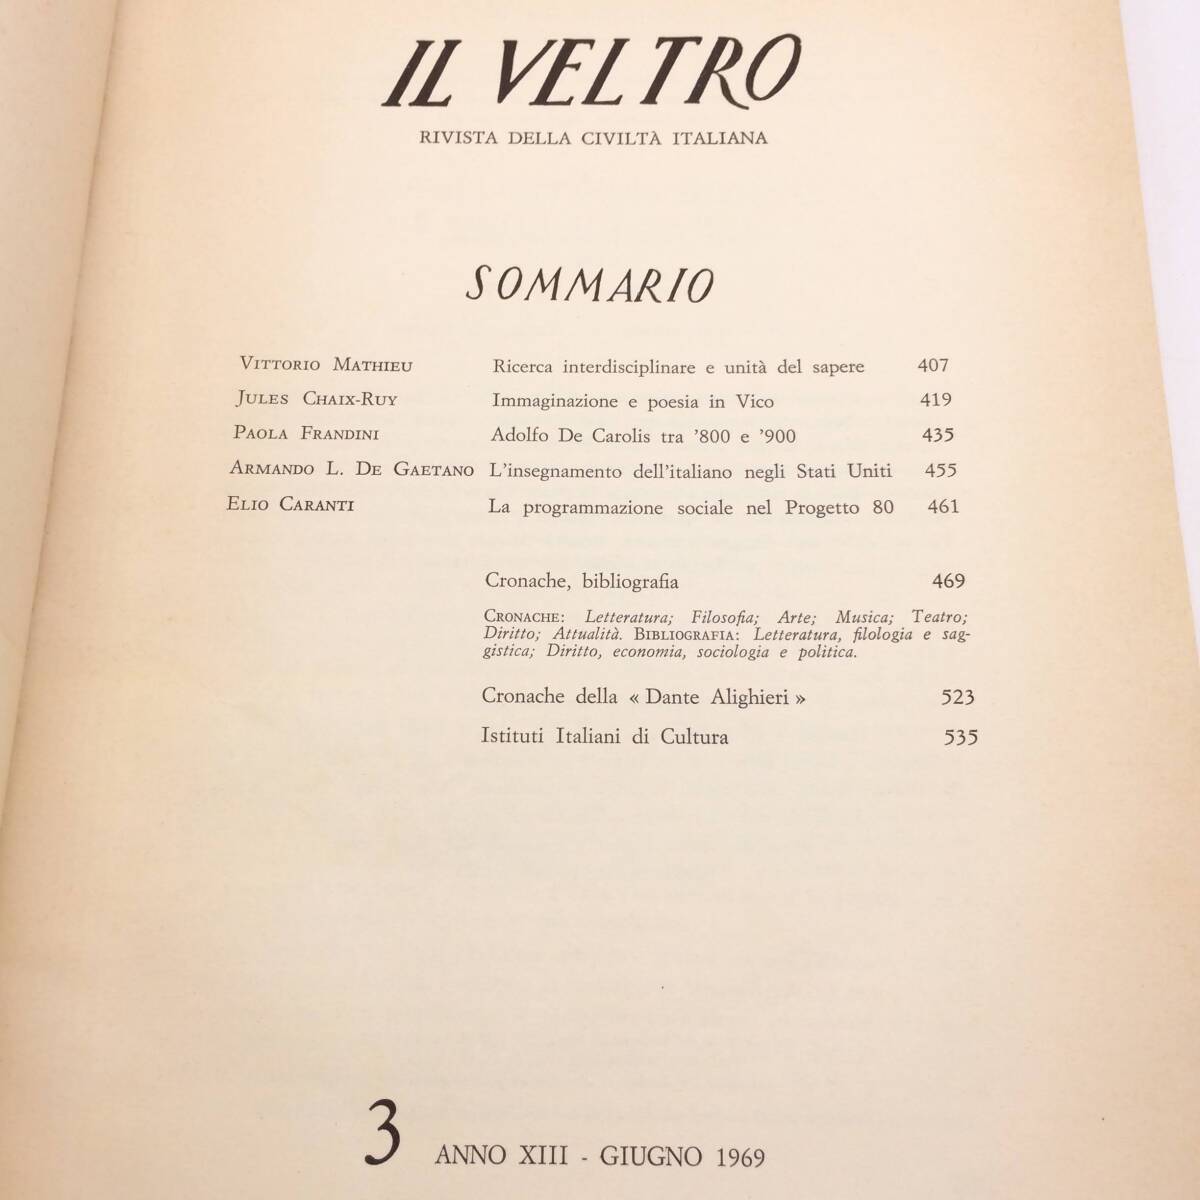 IL VELTRO
RIVISTA DELLA CIVILTÀ ITALIANA
SOMMARIO
VITTORIO MATHIEU Ricerca interdisciplinare e unità del sapere 407
JULES CHAIX-RUY Immaginazione e poesia in Vico 419
PAOLA FRANDINI Adolfo De Carolis tra '800 e '900 435
ARMANDO L. DE GAETANO L'insegnamento dell'italiano negli Stati Uniti 455
ELIO CARANTI La programmazione sociale nel Progetto 80 461
Cronache, bibliografia 469
CRONACHE: Letteratura; Filosofia; Arte; Musica; Teatro;
Diritto; Attualità. BIBLIOGRAFIA: Letteratura, filologia e sag-
gistica; Diritto, economia, sociologia e politica.
Cronache della « Dante Alighieri » 523
Istituti Italiani di Cultura 535
3 ANNO XIII - GIUGNO 1969